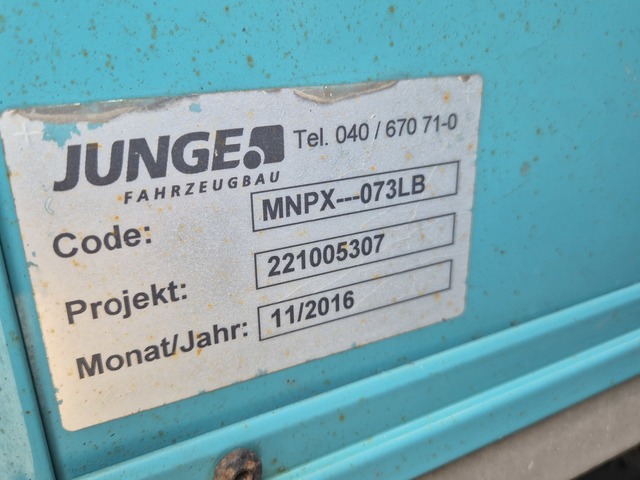 JUNGE Tel. 040 / 670 71-0
FAHRZEUGBAU
Code: MNPX---073LB
Projekt: 221005307
Monat/Jahr: 11/2016